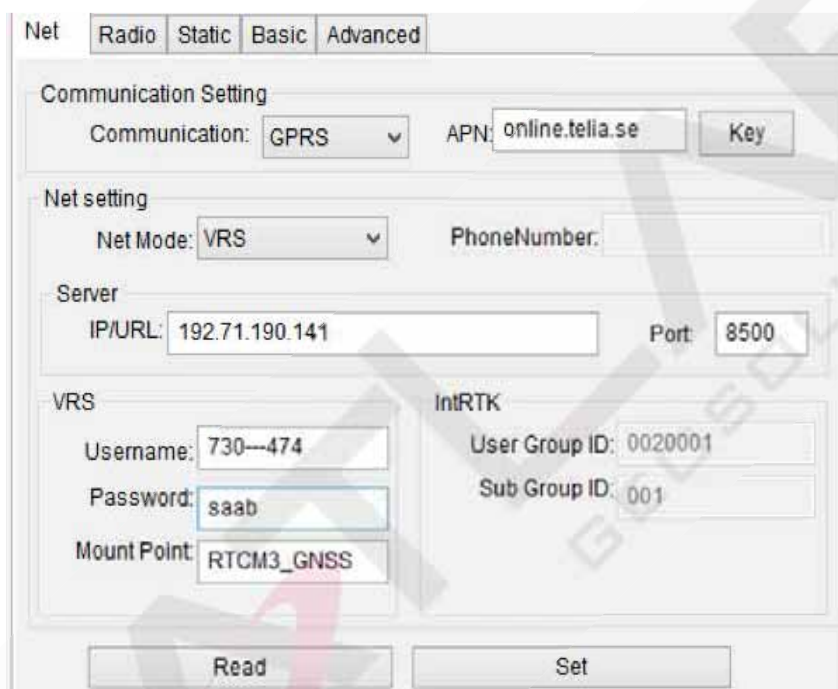 Net Radio Static Basic Advanced
Communication Setting
Communication: GPRS APN: online.telia.se Key
Net setting
Net Mode: VRS PhoneNumber:
Server
IP/URL: 192.71.190.141 Port: 8500
VRS IntRTK
Username: 730---474 User Group ID: 0020001
Password: saab Sub Group ID: 001
Mount Point: RTCM3_GNSS
Read Set